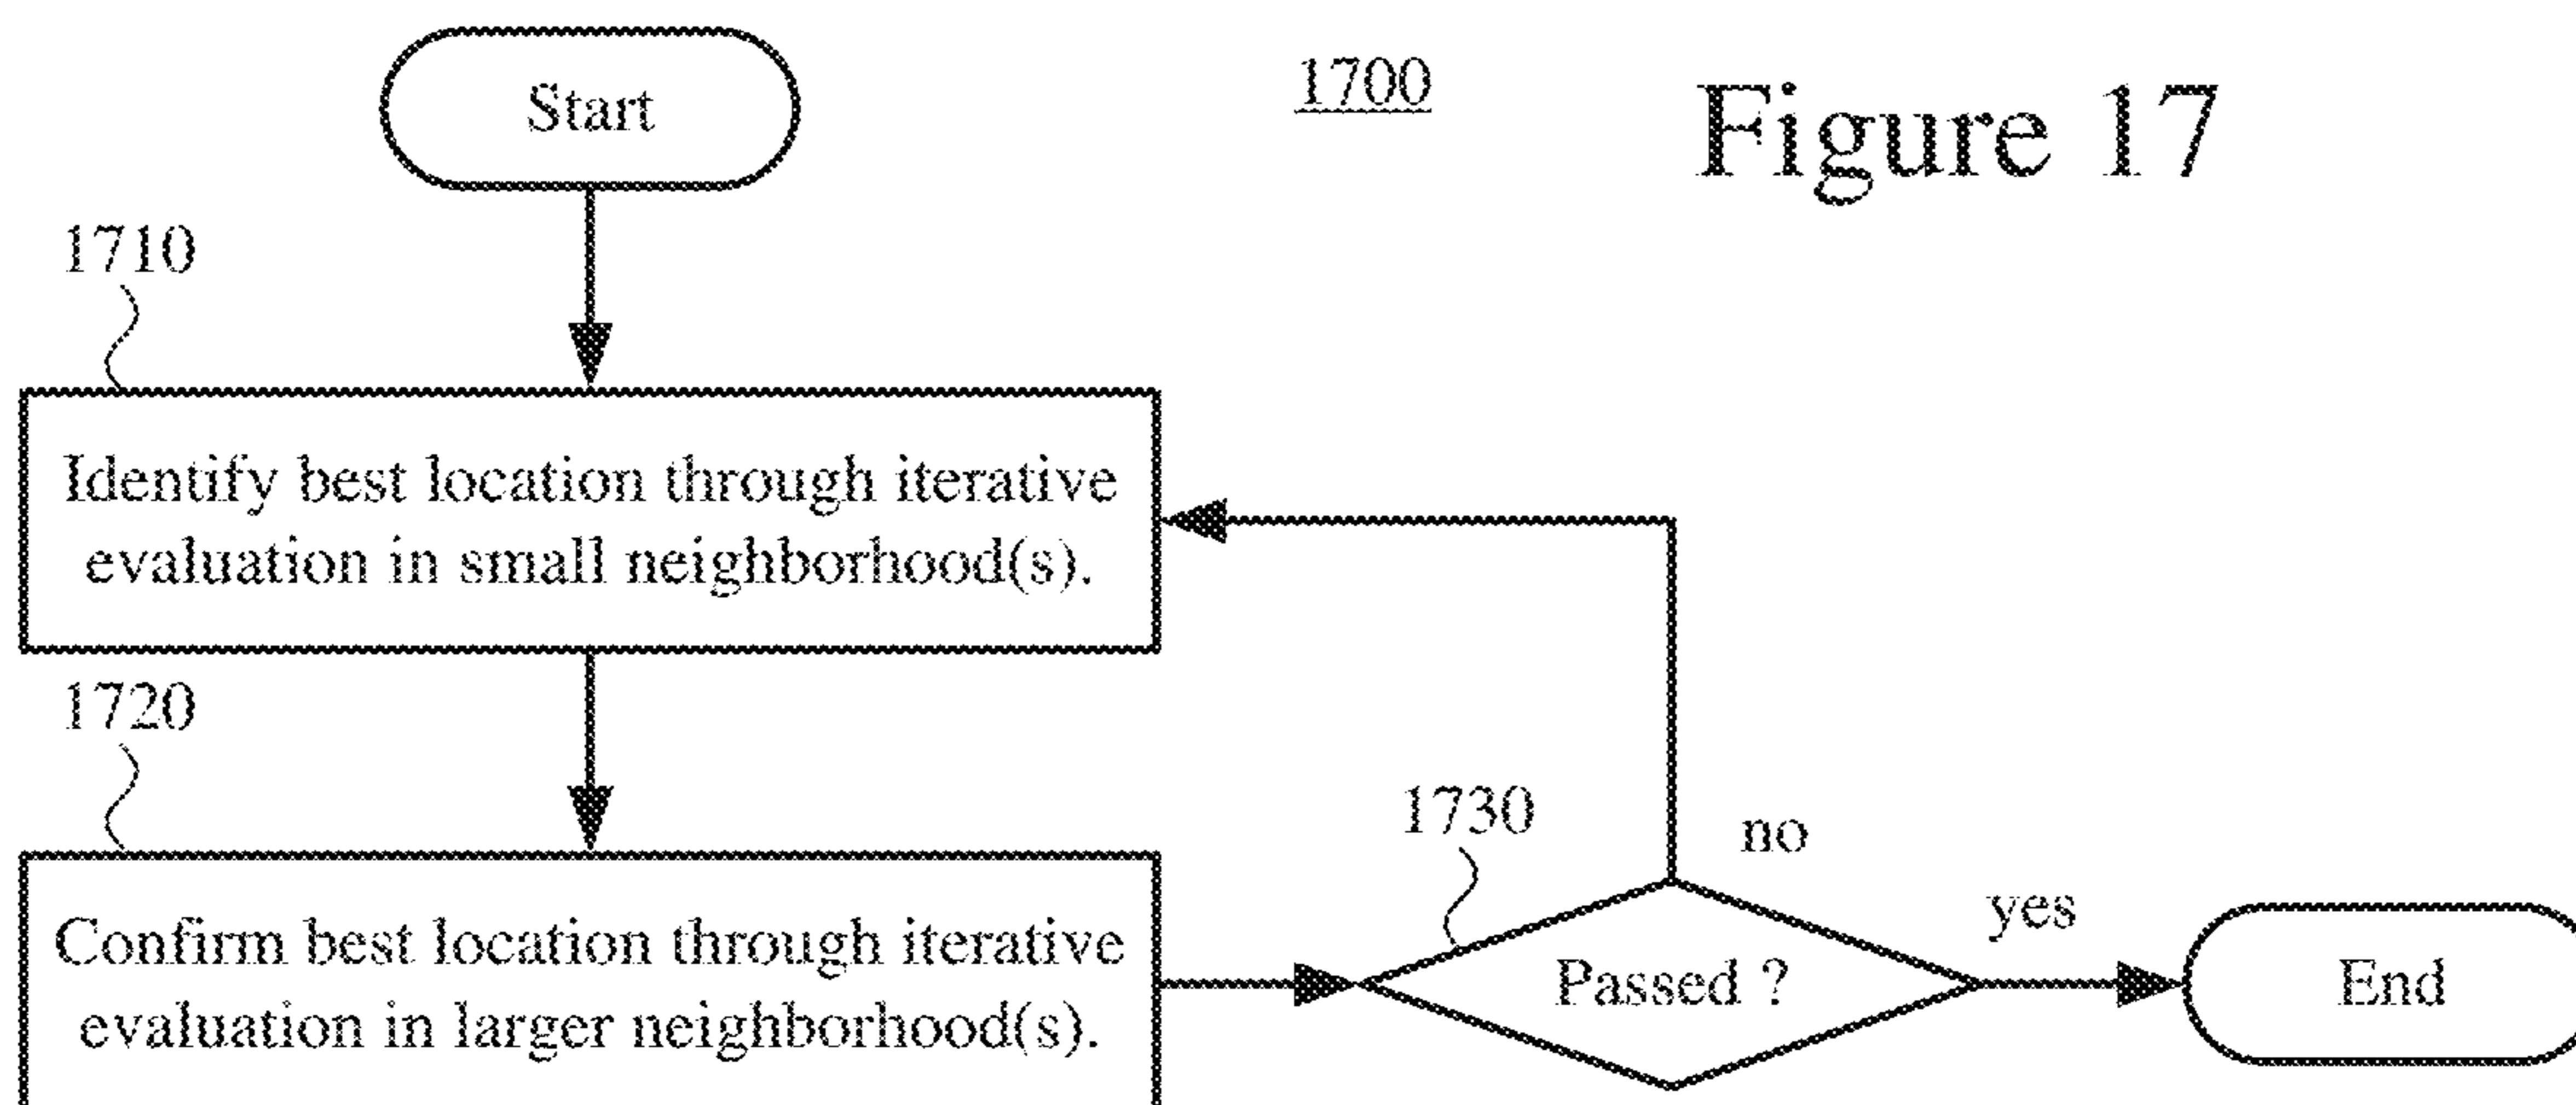 Start
1700
Figure 17
1710
Identify best location through iterative
evaluation in small neighborhood(s).
1720
Confirm best location through iterative
evaluation in larger neighborhood(s).
1730
no
yes
Passed ?
End